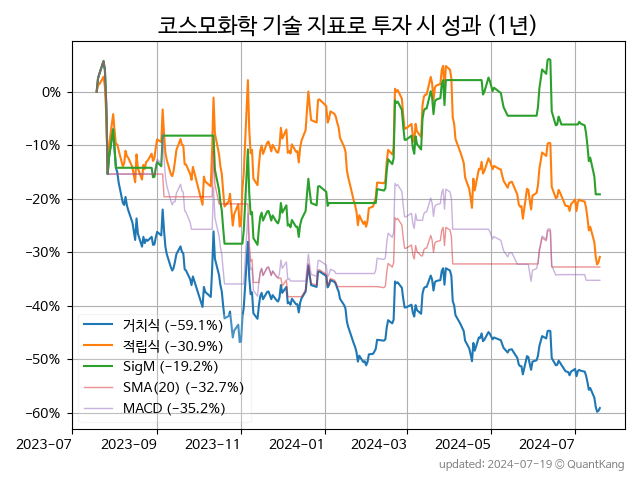 코스모화학 기술 지표로 투자 시 성과 (1년)
0%
−10%
−20%
−30%
−40%
−50%
−60%
거치식 (−59.1%)
적립식 (−30.9%)
SigM (−19.2%)
SMA(20) (−32.7%)
MACD (−35.2%)
2023-07 2023-09 2023-11 2024-01 2024-03 2024-05 2024-07
updated: 2024-07-19 © QuantKang